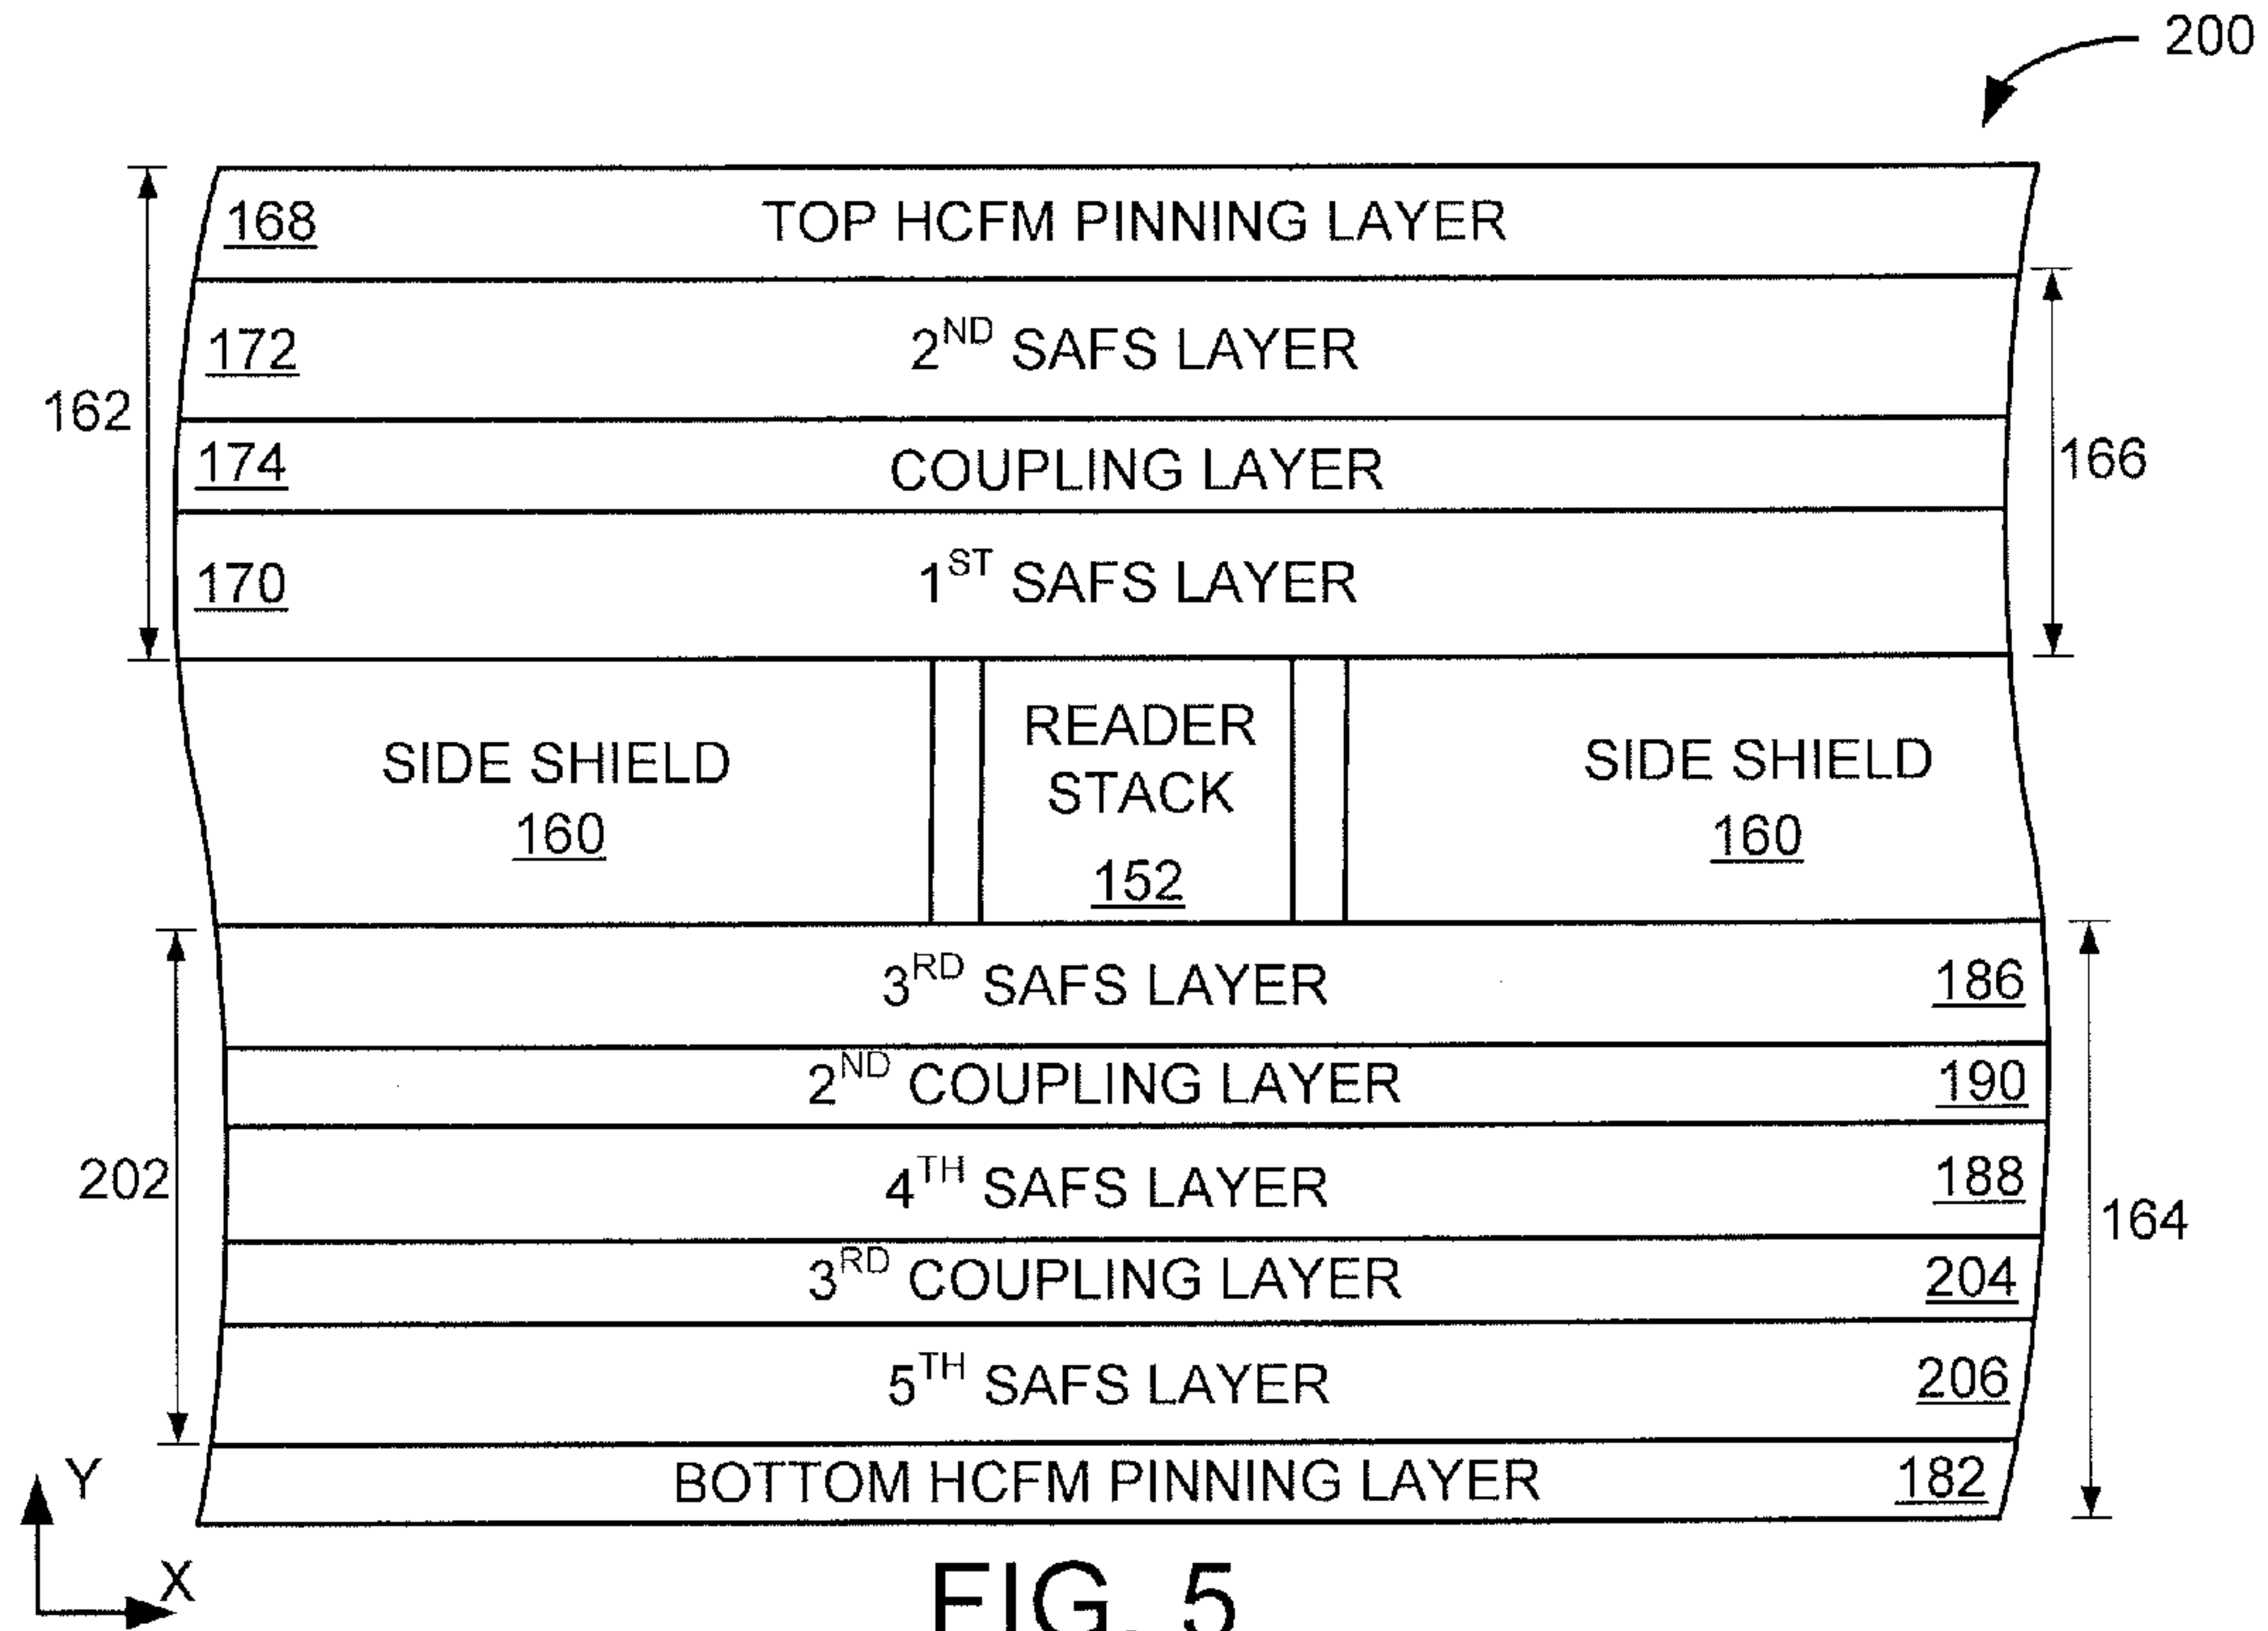 200
168 TOP HCFM PINNING LAYER
172 2ND SAFS LAYER
162
174 COUPLING LAYER
166
170 1ST SAFS LAYER
SIDE SHIELD
160
READER
STACK
152
SIDE SHIELD
160
3RD SAFS LAYER 186
2ND COUPLING LAYER 190
202
4TH SAFS LAYER 188
164
3RD COUPLING LAYER 204
5TH SAFS LAYER 206
BOTTOM HCFM PINNING LAYER 182
Y
X
FIG. 5